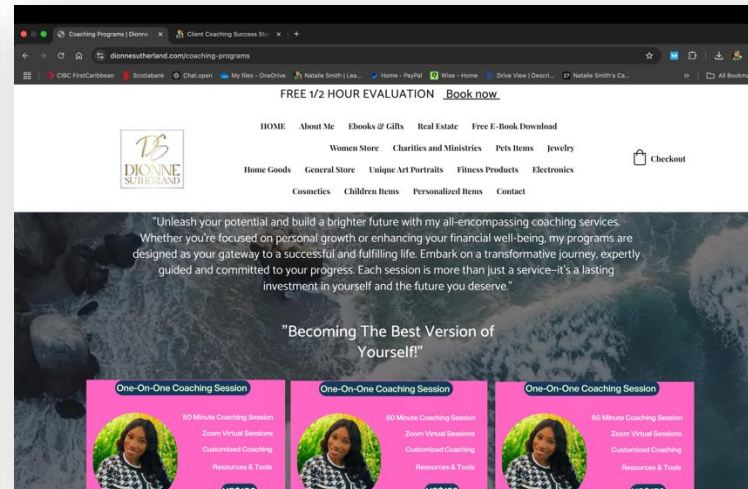 Coaching Programs | Dionne S
Client Coaching Success Sto
dionnesutherland.com/coaching-programs
CIBC FirstCaribbean
Scotiabank
Chat.open
My files - OneDrive
Natalie Smith | Lea...
Home - PayPal
Wise - Home
Drive View | Descri...
27 Natalie Smith's Ca...
All Bookma
FREE 1/2 HOUR EVALUATION Book now
HOME About Me Ebooks & Gifts Real Estate Free E-Book Download
Women Store Charities and Ministries Pets Items Jewelry
Home Goods General Store Unique Art Portraits Fitness Products Electronics
Cosmetics Children Items Personalized Items Contact
DS
DIONNE
SUTHERLAND
Checkout
"Unleash your potential and build a brighter future with my all-encompassing coaching services.
Whether you're focused on personal growth or enhancing your financial well-being, my programs are
designed as your gateway to a successful and fulfilling life. Embark on a transformative journey, expertly
guided and committed to your progress. Each session is more than just a service—it's a lasting
investment in yourself and the future you deserve."
"Becoming The Best Version of
Yourself!"
One-On-One Coaching Session
60 Minute Coaching Session
Zoom Virtual Sessions
Customized Coaching
Resources & Tools
One-On-One Coaching Session
60 Minute Coaching Session
Zoom Virtual Sessions
Customized Coaching
Resources & Tools
One-On-One Coaching Session
60 Minute Coaching Session
Zoom Virtual Sessions
Customized Coaching
Resources & Tools